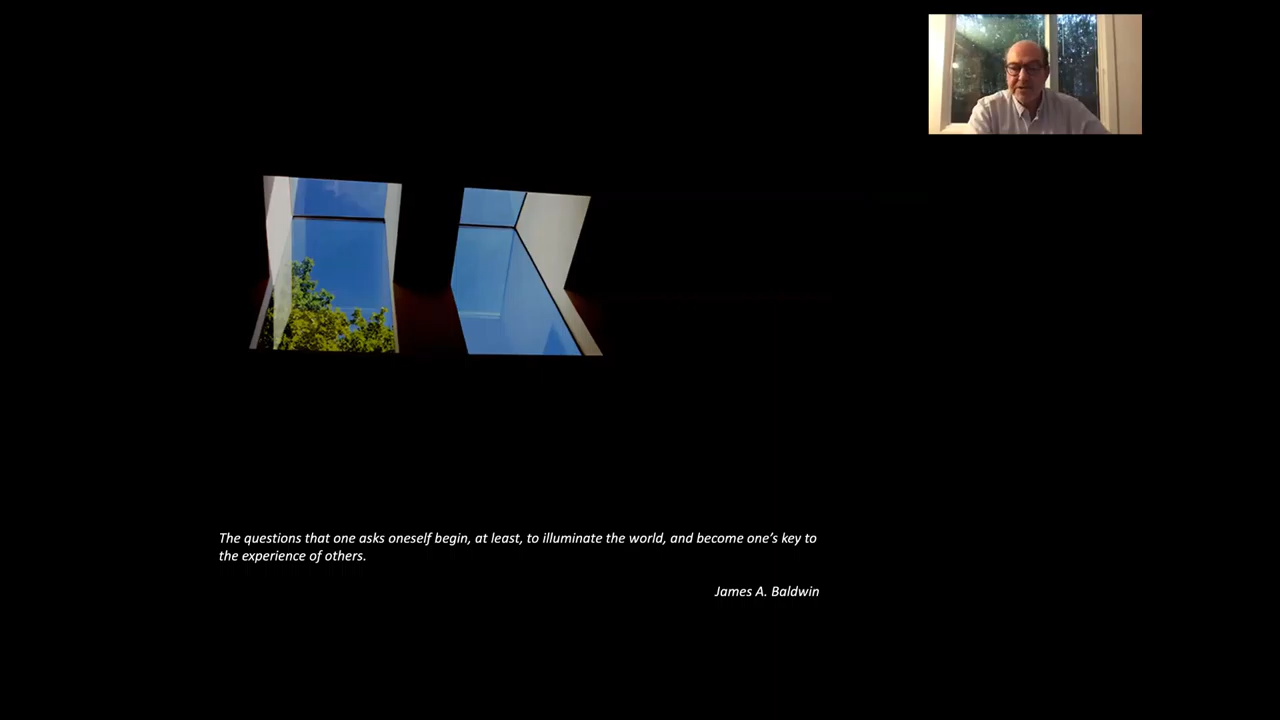 The questions that one asks oneself begin, at least, to illuminate the world, and become one’s key to
the experience of others.
James A. Baldwin